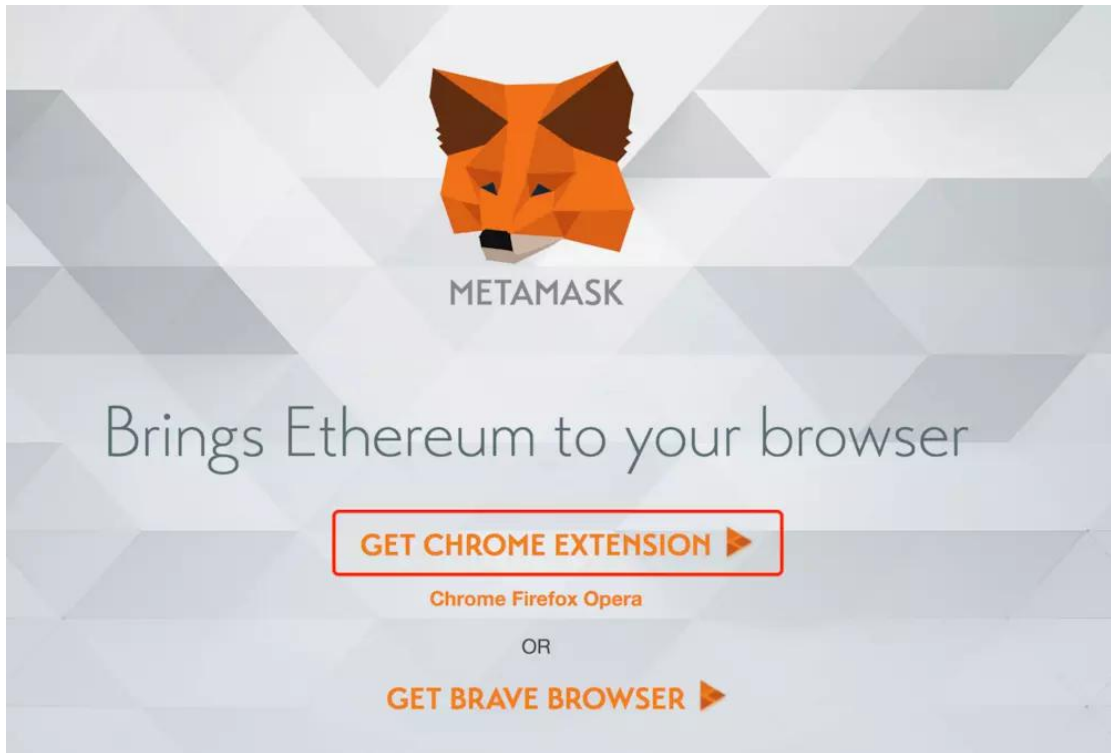 METAMASK
Brings Ethereum to your browser
GET CHROME EXTENSION
Chrome Firefox Opera
OR
GET BRAVE BROWSER